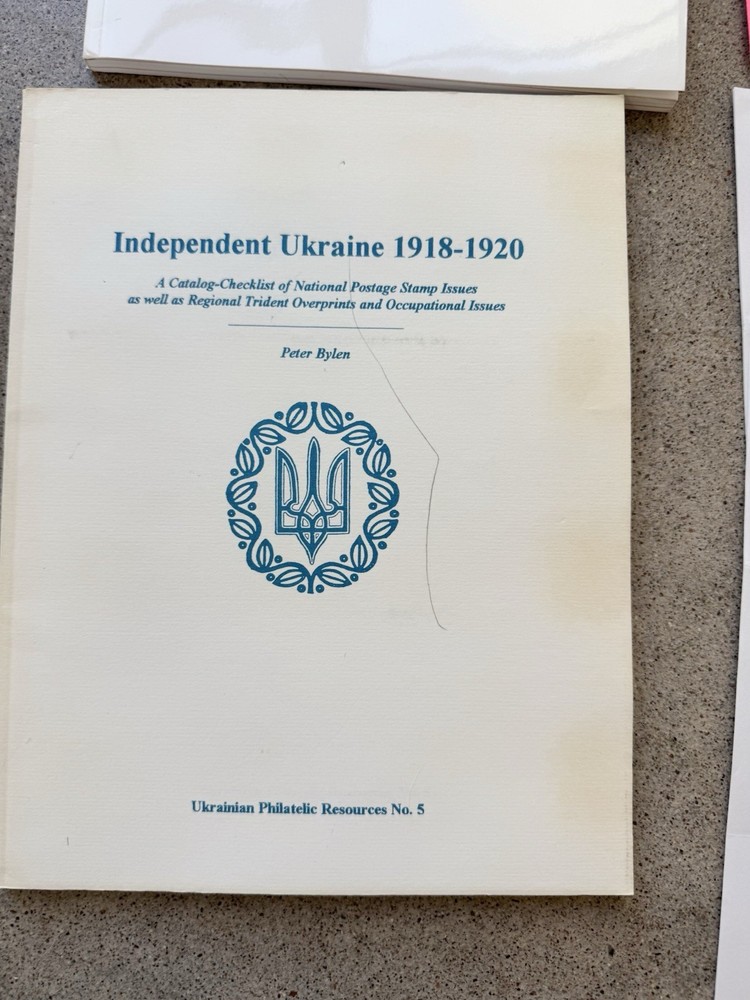 Independent Ukraine 1918-1920
A Catalog-Checklist of National Postage Stamp Issues
as well as Regional Trident Overprints and Occupational Issues
Peter Bylen
Ukrainian Philatelic Resources No. 5